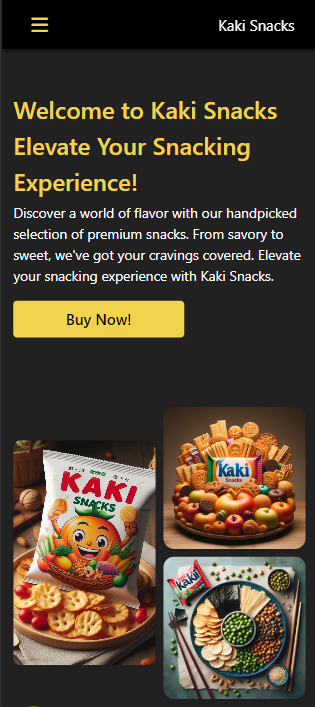 Kaki Snacks
Welcome to Kaki Snacks
Elevate Your Snacking
Experience!
Discover a world of flavor with our handpicked
selection of premium snacks. From savory to
sweet, we've got your cravings covered. Elevate
your snacking experience with Kaki Snacks.
Buy Now!
KAKI
SNACKS
Kaki
Snacks
Kaki